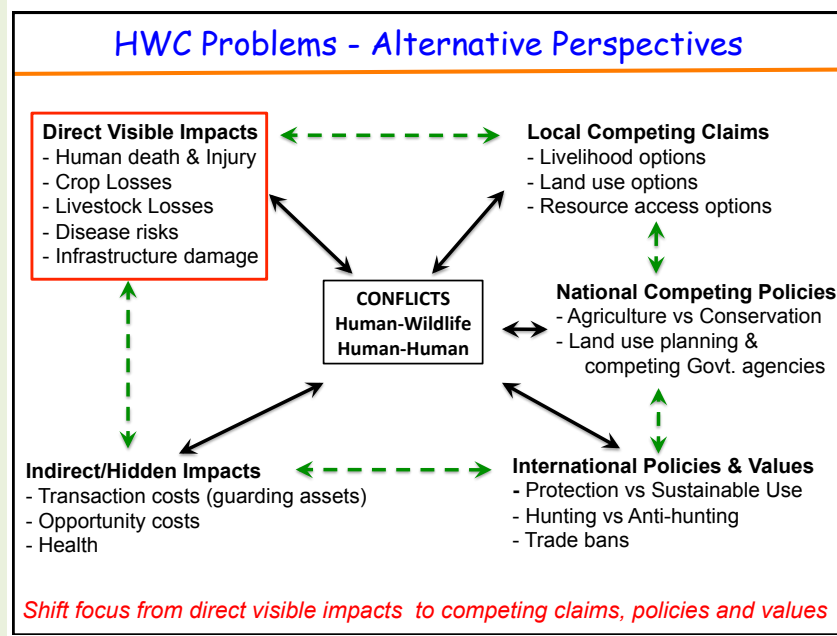 HWC Problems - Alternative Perspectives
Direct Visible Impacts
- Human death & Injury
- Crop Losses
- Livestock Losses
- Disease risks
- Infrastructure damage
Local Competing Claims
- Livelihood options
- Land use options
- Resource access options
CONFLICTS
Human-Wildlife
Human-Human
National Competing Policies
- Agriculture vs Conservation
- Land use planning &
competing Govt. agencies
Indirect/Hidden Impacts
- Transaction costs (guarding assets)
- Opportunity costs
- Health
International Policies & Values
- Protection vs Sustainable Use
- Hunting vs Anti-hunting
- Trade bans
Shift focus from direct visible impacts to competing claims, policies and values